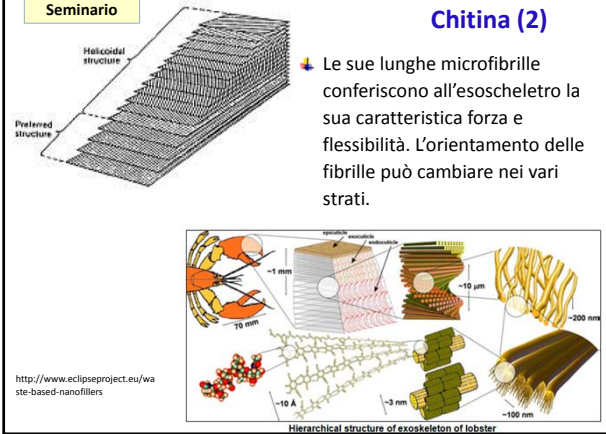 Seminario
Chitina (2)
Helicoidal
structure
Preferred
structure
Le sue lunghe microfibrille
conferiscono all'esoscheletro la
sua caratteristica forza e
flessibilità. L'orientamento delle
fibrille può cambiare nei vari
strati.
epicuticle
exocuticle
endocuticle
~1 mm
70 mm
~10 µm
~200 nm
~10 Å
~3 nm
~100 nm
Hierarchical structure of exoskeleton of lobster
http://www.eclipseproject.eu/wa
ste-based-nanofillers